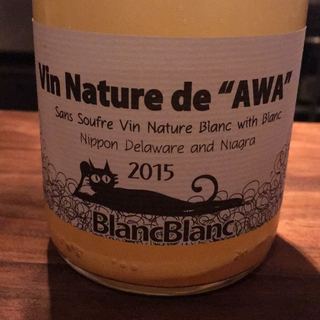 Vin Nature de "AWA"
Sans Soufre Vin Nature Blanc with Blanc
Nippon Delaware and Niagra
2015
BlancBlanc